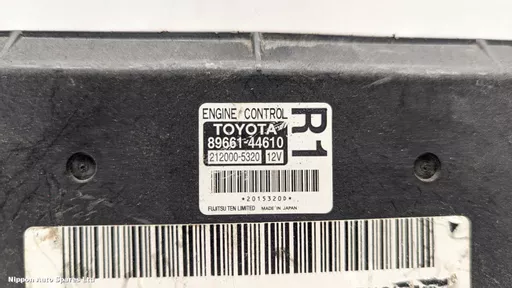 ENGINE CONTROL
R1
TOYOTA
89661-44610
212000-5320 12V
*2015320D*
FUJITSU TEN LIMITED MADE IN JAPAN
Nippon Auto Spares Ltd